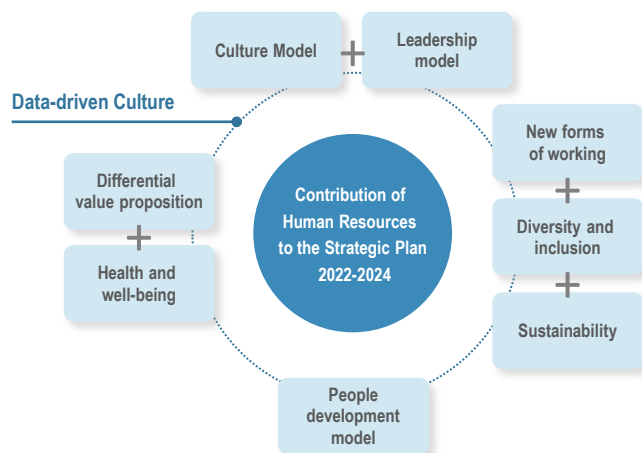 Culture Model
Leadership
model
Data-driven Culture
New forms
of working
Differential
value proposition
Contribution of
Human Resources
to the Strategic Plan
2022-2024
Diversity and
inclusion
Health and
well-being
Sustainability
People
development
model